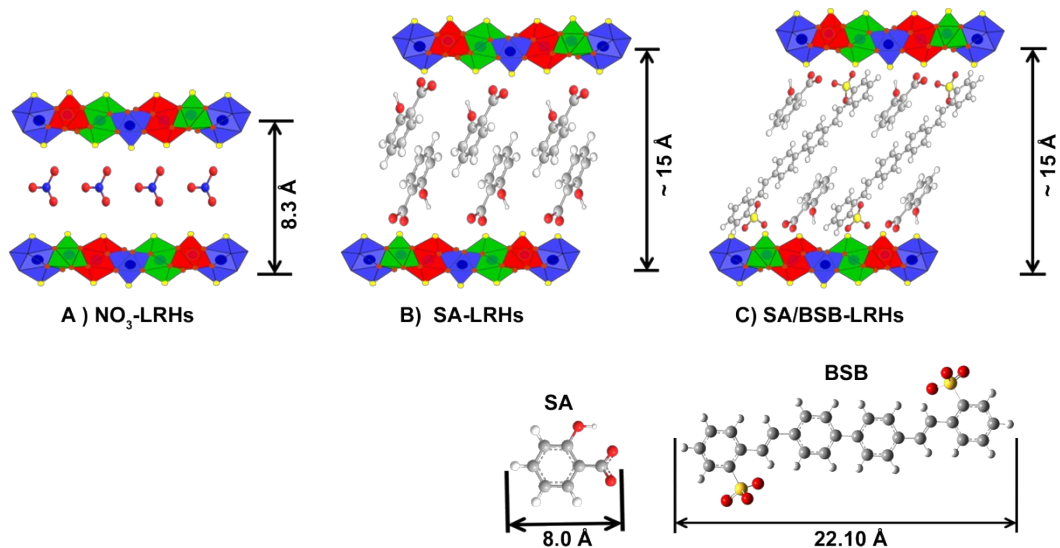 8.3 Å
~ 15 Å
~ 15 Å
A ) NO₃-LRHs
B) SA-LRHs
C) SA/BSB-LRHs
SA
BSB
8.0 Å
22.10 Å